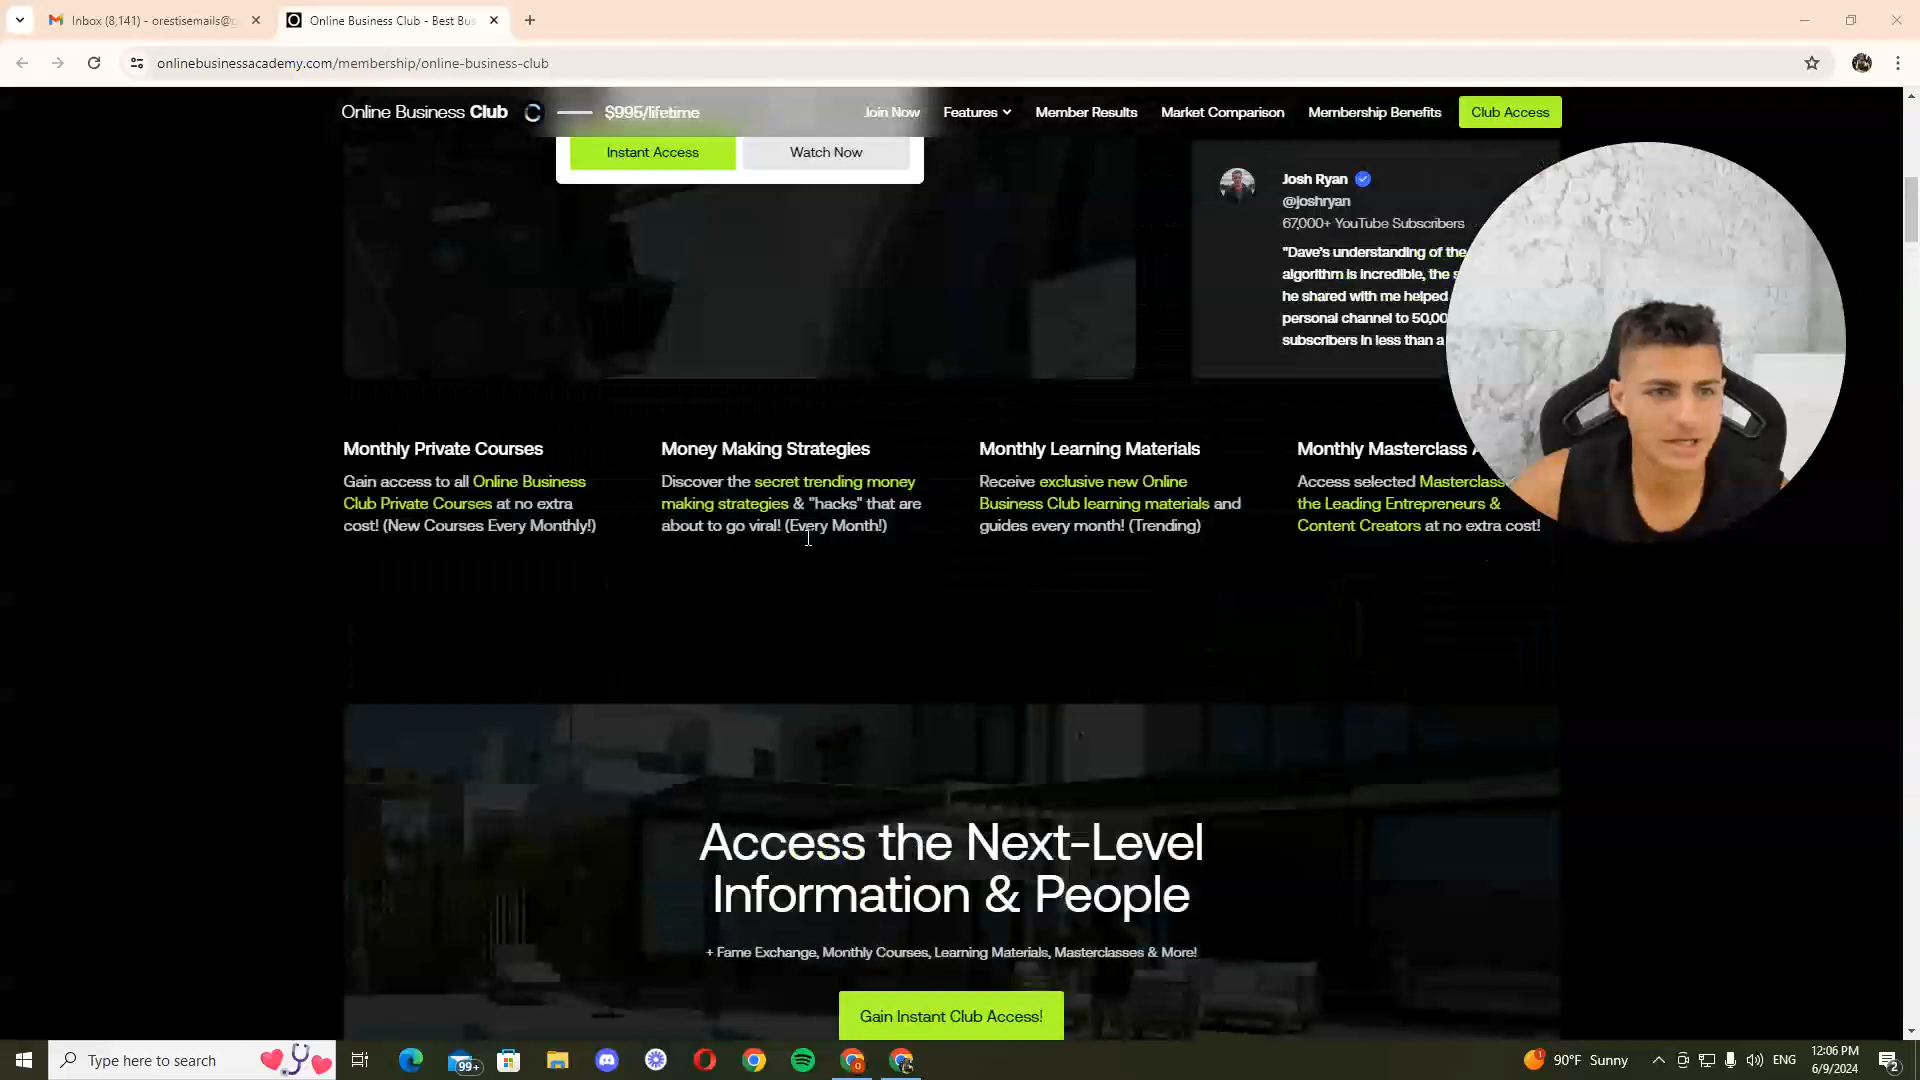 Inbox (8,141) - orestisemails@
Online Business Club - Best Bus
onlinebusinessacademy.com/membership/online-business-club
Online Business Club
$995/lifetime
Join Now
Features
Member Results
Market Comparison
Membership Benefits
Club Access
Instant Access
Watch Now
Josh Ryan
@joshryan
67,000+ YouTube Subscribers
"Dave's understanding of the
algorithm is incredible, the s
he shared with me helped
personal channel to 50,00
subscribers in less than a
Monthly Private Courses
Gain access to all Online Business
Club Private Courses at no extra
cost! (New Courses Every Monthly!)
Money Making Strategies
Discover the secret trending money
making strategies & "hacks" that are
about to go viral! (Every Month!)
Monthly Learning Materials
Receive exclusive new Online
Business Club learning materials and
guides every month! (Trending)
Monthly Masterclass A
Access selected Masterclass
the Leading Entrepreneurs &
Content Creators at no extra cost!
Access the Next-Level
Information & People
+ Fame Exchange, Monthly Courses, Learning Materials, Masterclasses & More!
Gain Instant Club Access!
Type here to search
99+
90°F Sunny
ENG
12:06 PM
6/9/2024
2